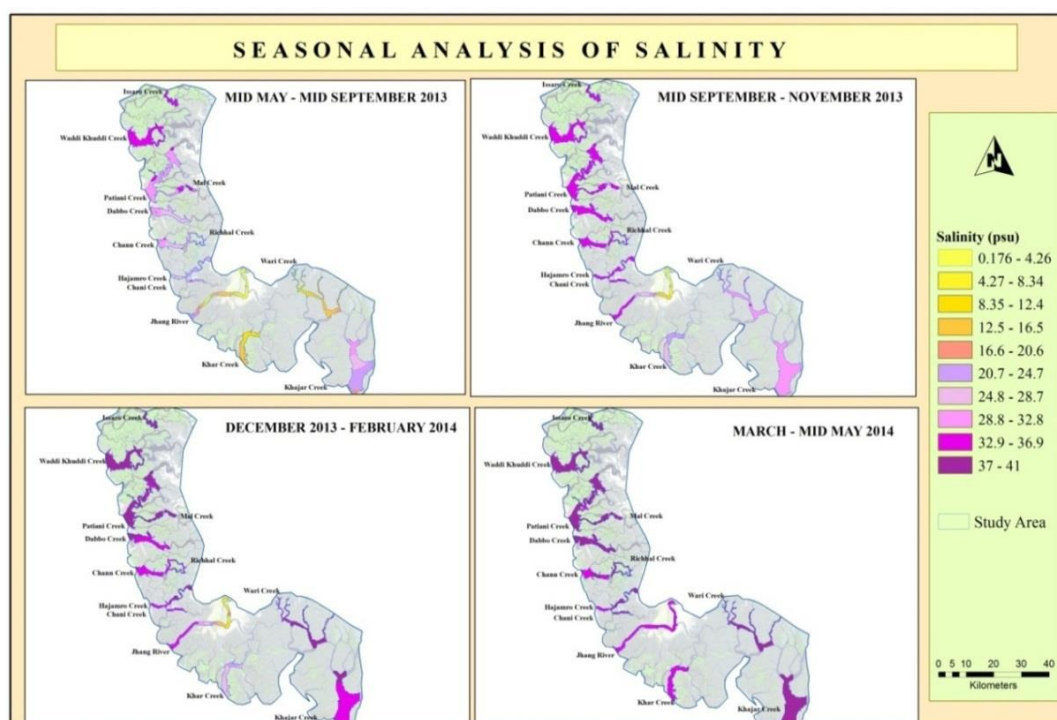 SEASONAL ANALYSIS OF SALINITY
MID MAY - MID SEPTEMBER 2013
Issaro Creek
Waddi Khuddi Creek
Mal Creek
Patiani Creek
Dabbo Creek
Richhal Creek
Chann Creek
Wari Creek
Hajamro Creek
Chani Creek
Jhang River
Khar Creek
Khajar Creek
MID SEPTEMBER - NOVEMBER 2013
Issaro Creek
Waddi Khuddi Creek
Mal Creek
Patiani Creek
Dabbo Creek
Richhal Creek
Chann Creek
Wari Creek
Hajamro Creek
Chani Creek
Jhang River
Khar Creek
Khajar Creek
DECEMBER 2013 - FEBRUARY 2014
Issaro Creek
Waddi Khuddi Creek
Mal Creek
Patiani Creek
Dabbo Creek
Richhal Creek
Chann Creek
Wari Creek
Hajamro Creek
Chani Creek
Jhang River
Khar Creek
Khajar Creek
MARCH - MID MAY 2014
Issaro Creek
Waddi Khuddi Creek
Mal Creek
Patiani Creek
Dabbo Creek
Richhal Creek
Chann Creek
Wari Creek
Hajamro Creek
Chani Creek
Jhang River
Khar Creek
Khajar Creek
N
Salinity (psu)
0.176 - 4.26
4.27 - 8.34
8.35 - 12.4
12.5 - 16.5
16.6 - 20.6
20.7 - 24.7
24.8 - 28.7
28.8 - 32.8
32.9 - 36.9
37 - 41
Study Area
0 5 10 20 30 40
Kilometers